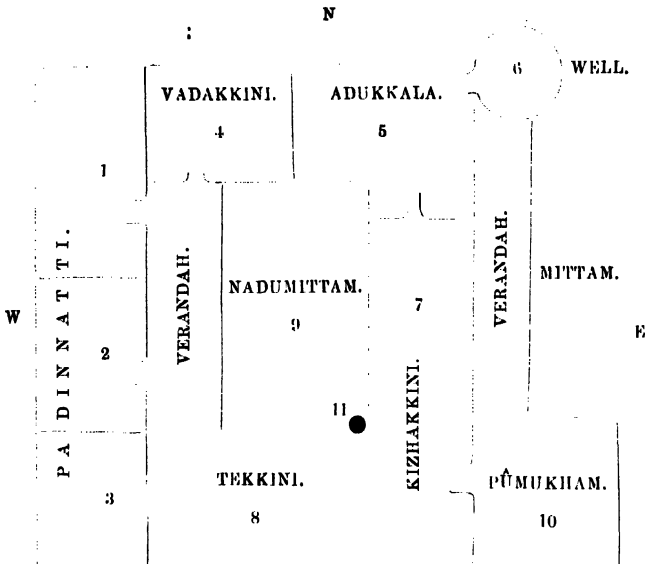 N
VADAKKINI.
4
ADUKKALA.
5
6
WELL.
1
PADINNATTI.
VERANDAH.
NADUMITTAM.
9
7
VERANDAH.
MITTAM.
W
E
2
KIZHAKKINI.
11
TEKKINI.
8
3
PÛMUKHAM.
10